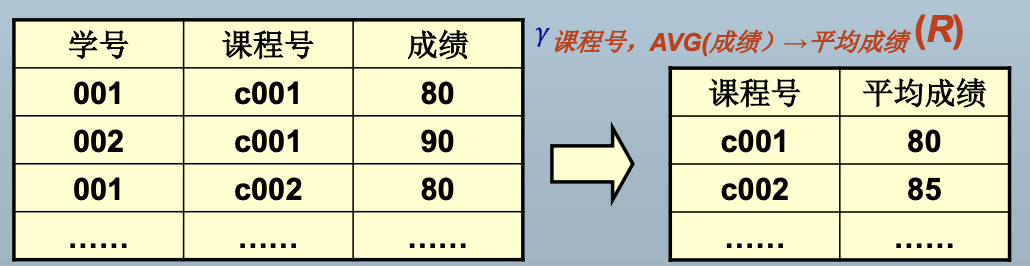 学号 课程号 成绩
001 c001 80
002 c001 90
001 c002 80
…… …… ……
γ 课程号，AVG(成绩）→平均成绩 (R)
课程号 平均成绩
c001 80
c002 85
…… ……